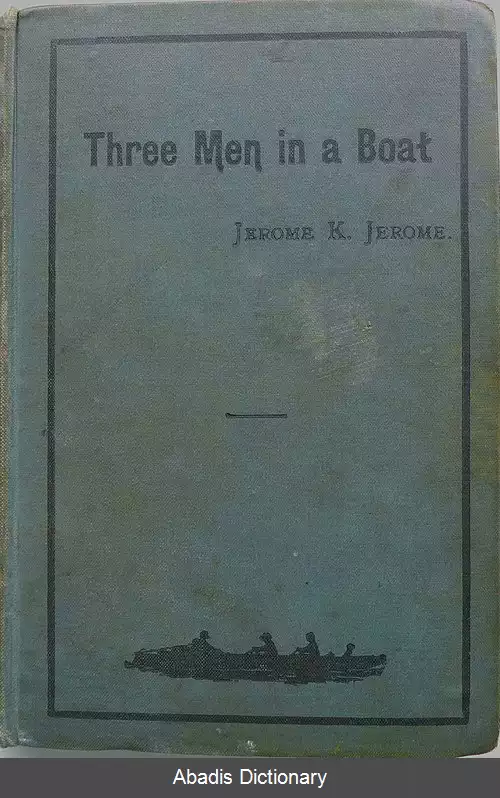 Three Men in a Boat
JEROME K. JEROME.
Abadis Dictionary